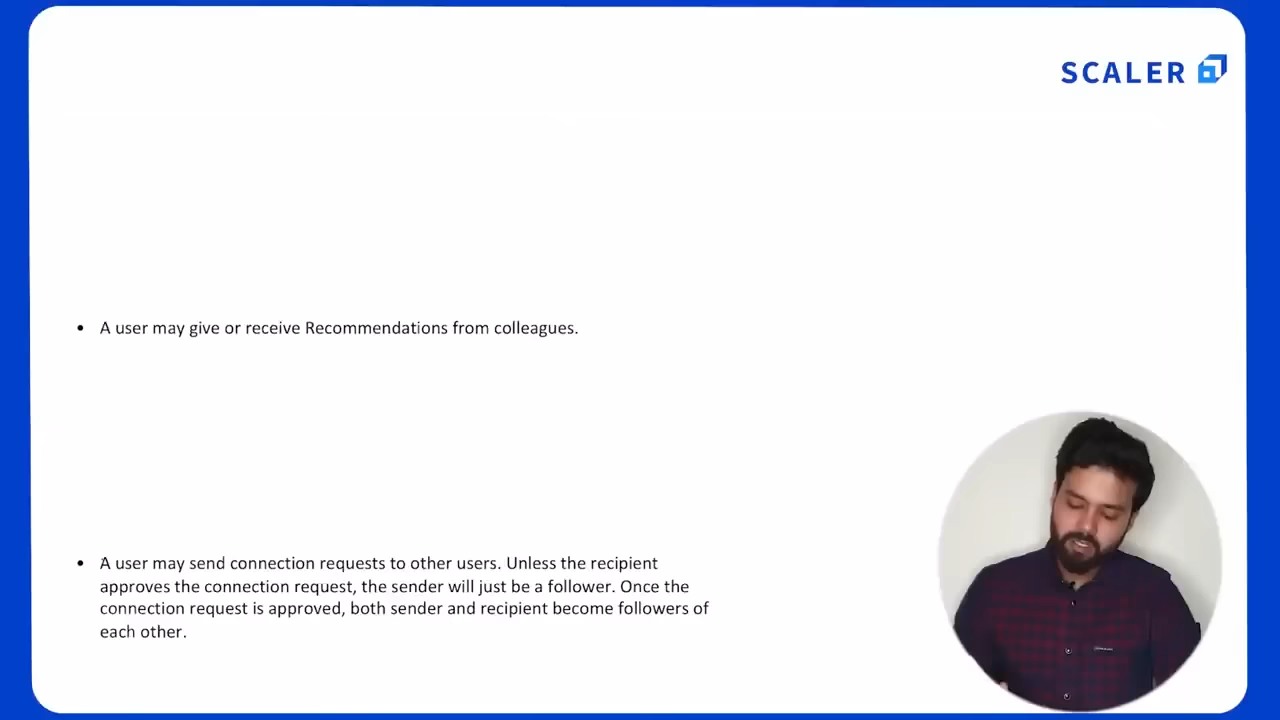 SCALER
• A user may give or receive Recommendations from colleagues.
• A user may send connection requests to other users. Unless the recipient
approves the connection request, the sender will just be a follower. Once the
connection request is approved, both sender and recipient become followers of
each other.